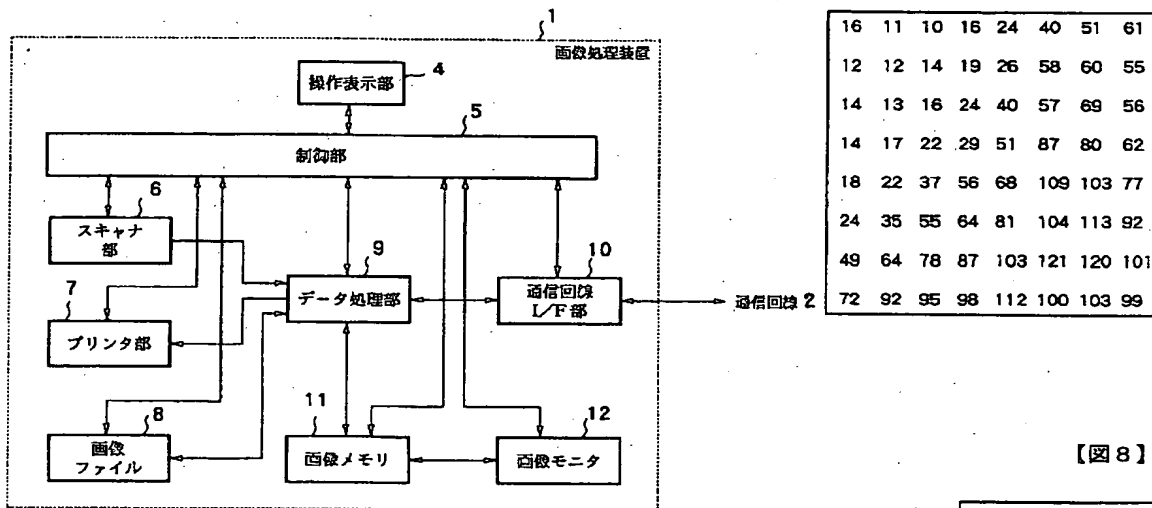 1
画像処理装置
4
操作表示部
5
制御部
6
スキャナ
部
7
プリンタ部
8
画像
ファイル
9
データ処理部
10
通信回線
I/F部
通信回線 2
11
画像メモリ
12
画像モニタ
16 11 10 16 24 40 51 61
12 12 14 19 26 58 60 55
14 13 16 24 40 57 69 56
14 17 22 29 51 87 80 62
18 22 37 56 68 109 103 77
24 35 55 64 81 104 113 92
49 64 78 87 103 121 120 101
72 92 95 98 112 100 103 99
【図8】